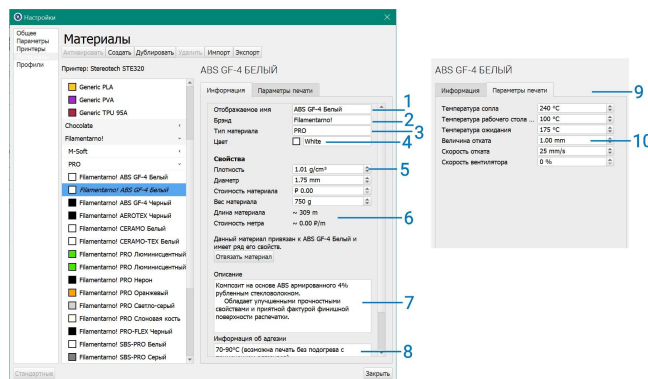 Настройки
Общее
Параметры
Принтеры
Профили
Материалы
Активировать Создать Дублировать Удалить Импорт Экспорт
Принтер: Stereotech STE320
Generic PLA
Generic PVA
Generic TPU 95A
Chocolate
Filamentarno!
M-Soft
PRO
Filamentarno! ABS GF-4 Белый
Filamentarno! ABS GF-4 Белый
Filamentarno! ABS GF-4 Черный
Filamentarno! AEROTEX Черный
Filamentarno! CERAMO Белый
Filamentarno! CERAMO-TEX Белый
Filamentarno! PRO Люминисцентный
Filamentarno! PRO Люминисцентный
Filamentarno! PRO Нерон
Filamentarno! PRO Оранжевый
Filamentarno! PRO Светло-серый
Filamentarno! PRO Слоновая кость
Filamentarno! PRO-FLEX Черный
Filamentarno! SBS-PRO Белый
Filamentarno! SBS-PRO Серый
ABS GF-4 БЕЛЫЙ
Информация Параметры печати
Отображаемое имя ABS GF-4 Белый 1
Брэнд Filamentarno! 2
Тип материала PRO 3
Цвет White 4
Свойства
Плотность 1.01 g/cm³ 5
Диаметр 1.75 mm
Стоимость материала ₽ 0.00
Вес материала 750 g
Длина материала ~ 309 m 6
Стоимость метра ~ 0.00 ₽/m
Данный материал привязан к ABS GF-4 Белый и
имеет ряд его свойств.
Отвязать материал
Описание
Композит на основе ABS армированного 4%
рубленным стекловолокном.
Обладает улучшенными прочностными
свойствами и приятной фактурой финишной
поверхности распечатки.
7
Информация об адгезии
70-90°C (возможна печать без подогрева с
8
Стандартные
Закрыть
ABS GF-4 БЕЛЫЙ
Информация Параметры печати 9
Температура сопла 240 °C
Температура рабочего стола ... 100 °C
Температура ожидания 175 °C
Величина отката 1.00 mm 10
Скорость отката 25 mm/s
Скорость вентилятора 0 %